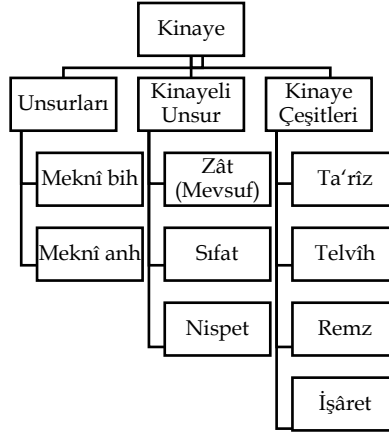 Kinaye
Unsurları
Meknî bih
Meknî anh
Kinayeli
Unsur
Zât
(Mevsuf)
Sıfat
Nispet
Kinaye
Çeşitleri
Ta‘rîz
Telvîh
Remz
İşâret